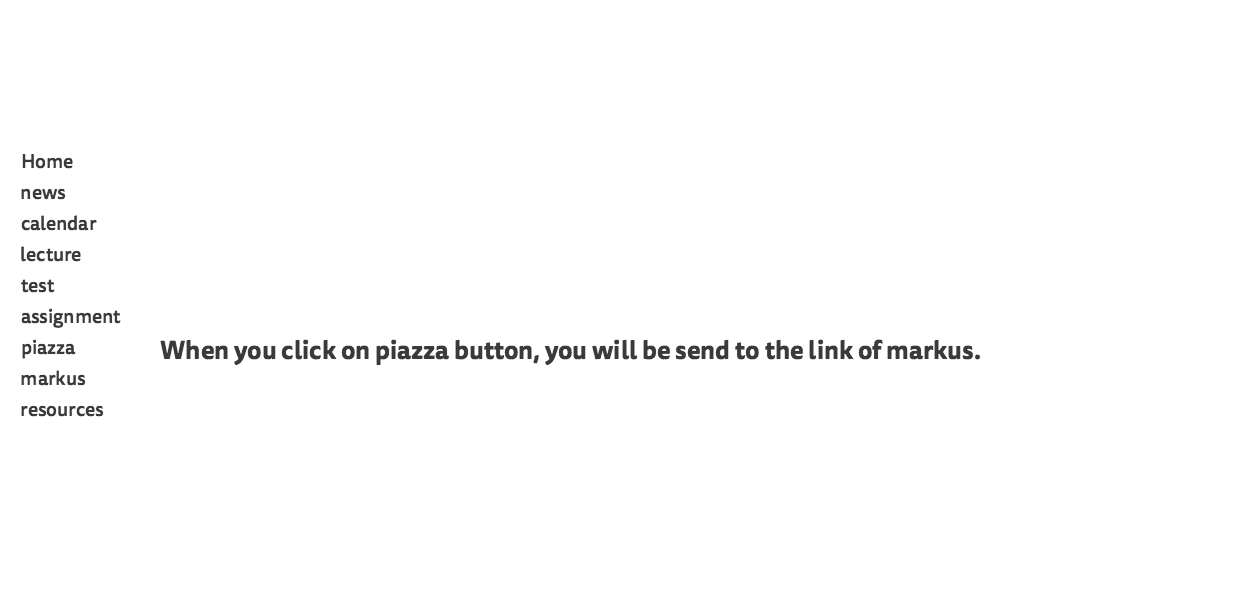 Home
news
calendar
lecture
test
assignment
piazza
When you click on piazza button, you will be send to the link of markus.
markus
resources